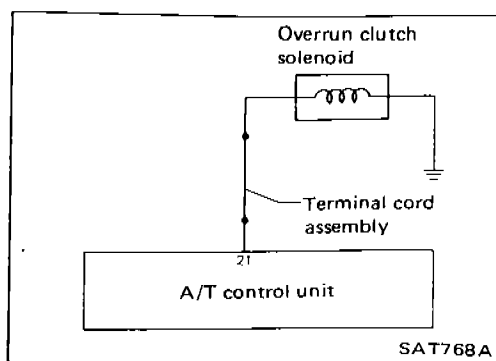 Overrun clutch
solenoid
Terminal cord
assembly
21
A/T control unit
SAT768A